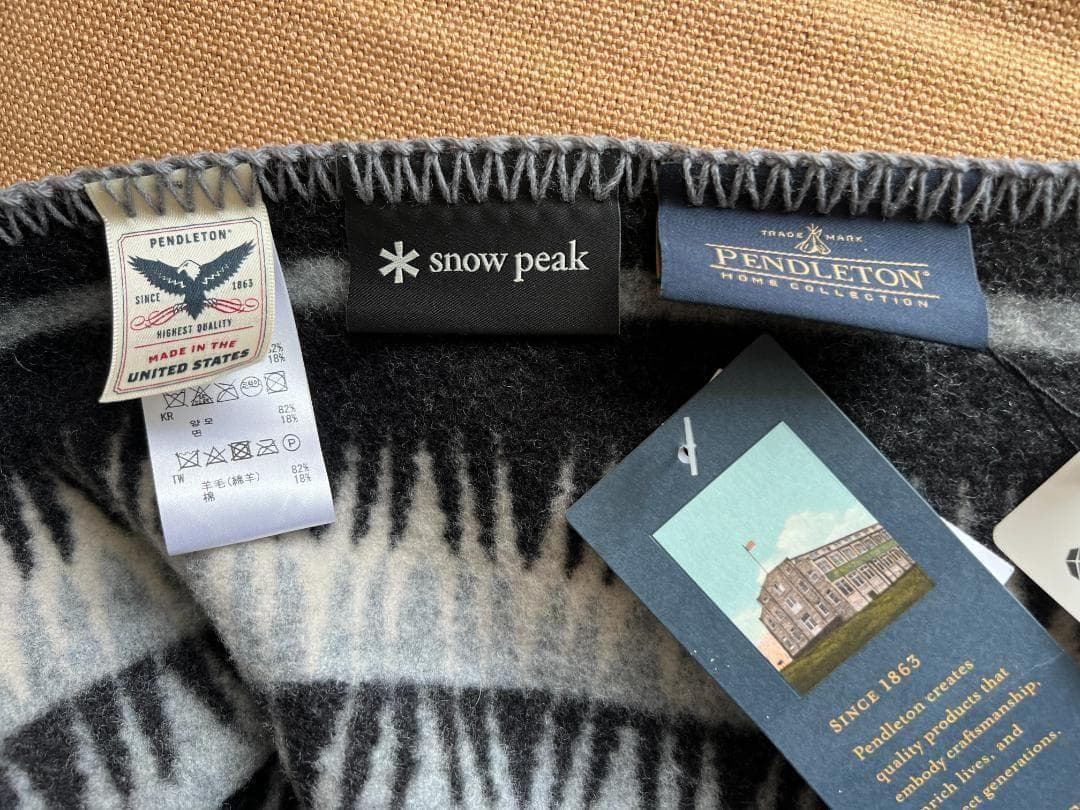 PENDLETON®
SINCE 1863
HIGHEST QUALITY
MADE IN THE
UNITED STATES
82%
18%
KR
양모 82%
면 18%
P
TW
羊毛(綿羊) 82%
棉 18%
snow peak
TRADE MARK
PENDLETON®
HOME COLLECTION
SINCE 1863
Pendleton creates
quality products that
embody craftsmanship,
lives, and
generations.